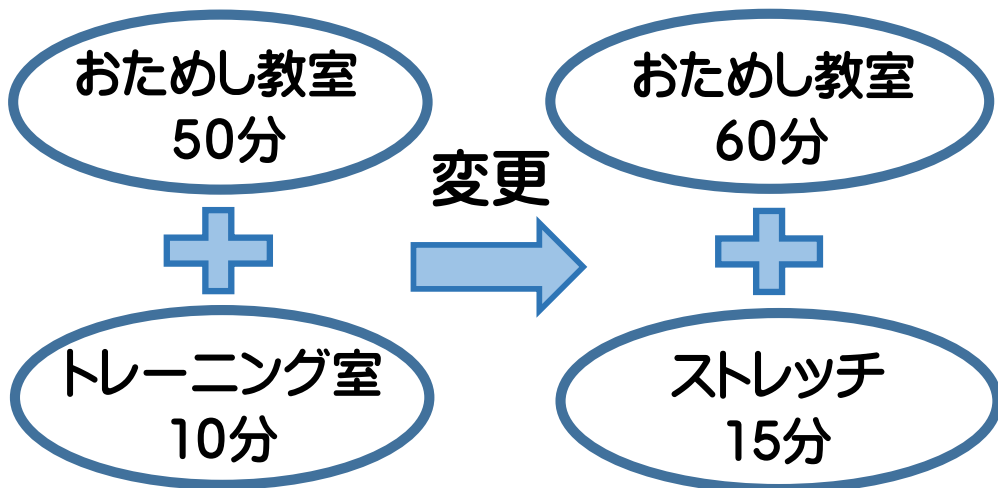 おためし教室
50分
トレーニング室
10分
変更
おためし教室
60分
ストレッチ
15分